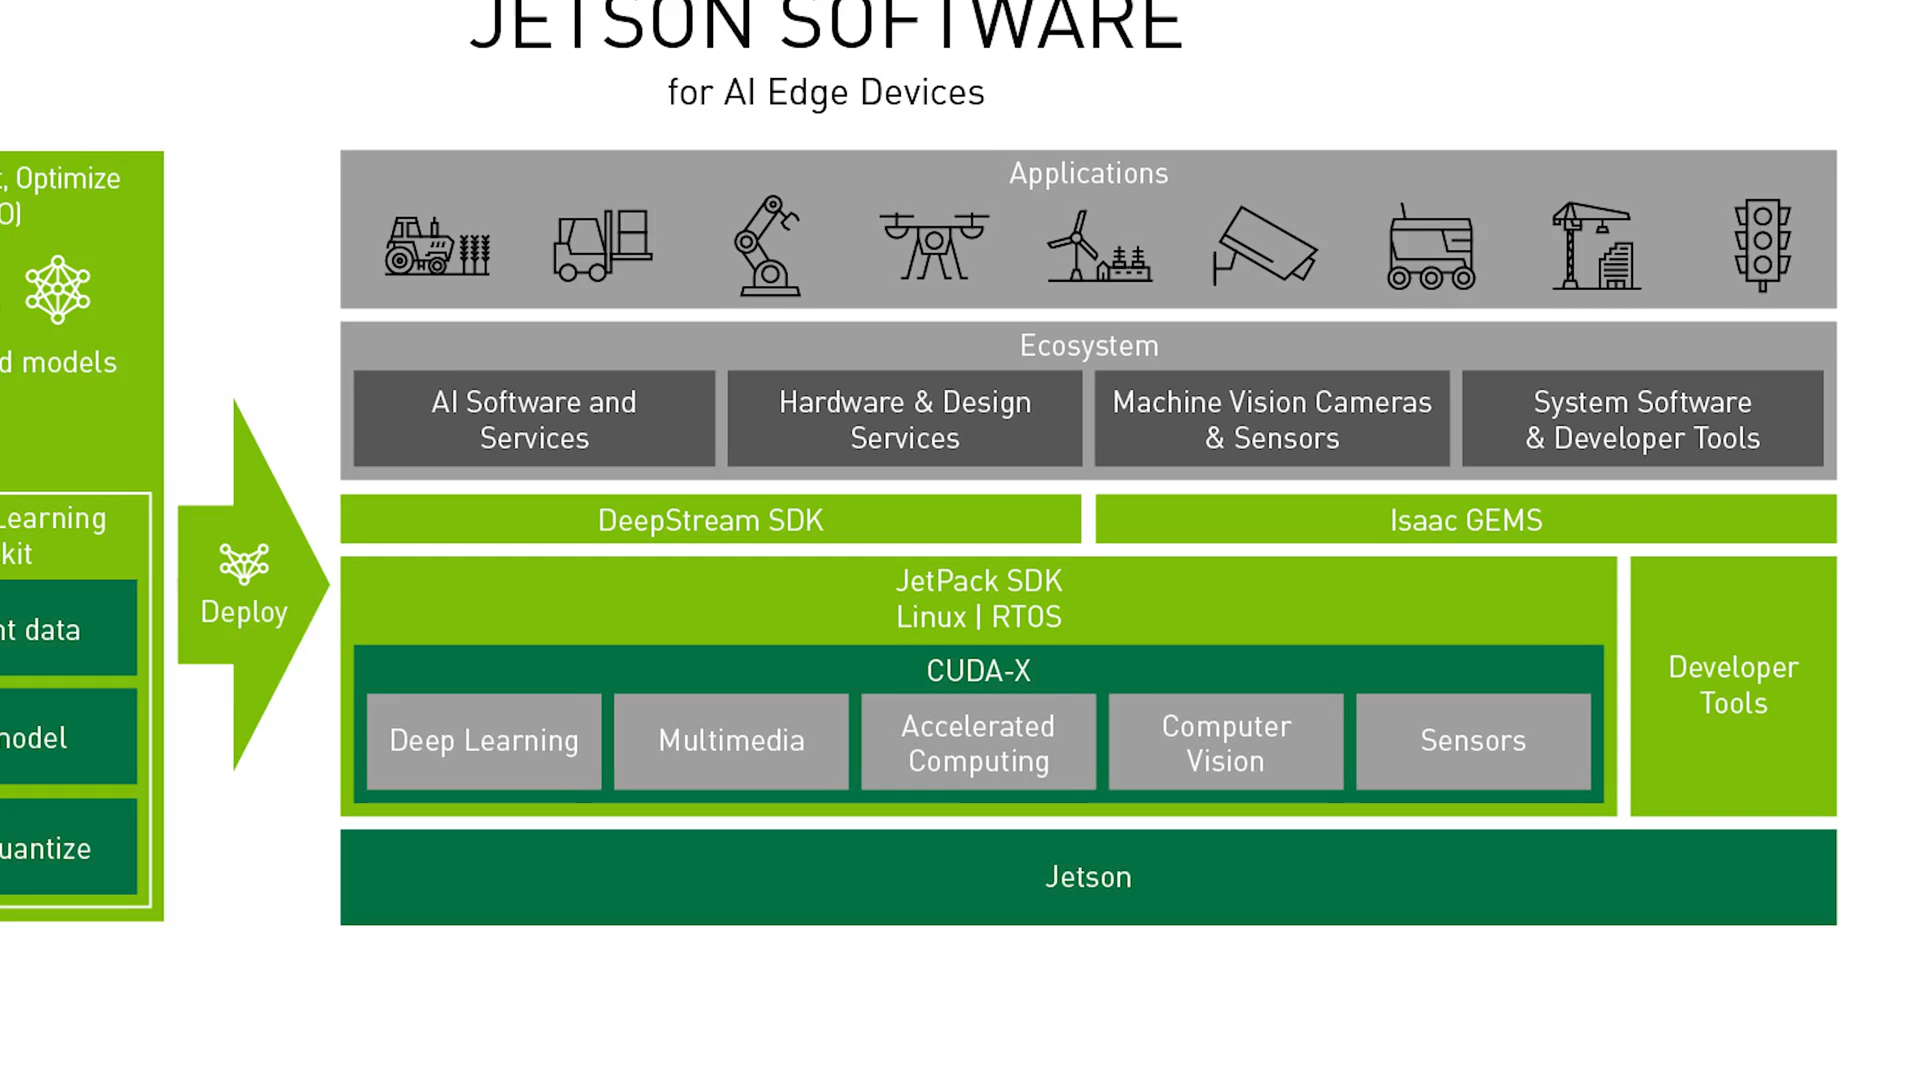 JETSON SOFTWARE
for AI Edge Devices
, Optimize
d models
Learning
kit
data
uantize
Deploy
Applications
Ecosystem
AI Software and
Services
Hardware & Design
Services
Machine Vision Cameras
& Sensors
System Software
& Developer Tools
DeepStream SDK
Isaac GEMS
JetPack SDK
Linux | RTOS
CUDA-X
Deep Learning
Multimedia
Accelerated
Computing
Computer
Vision
Sensors
Developer
Tools
Jetson